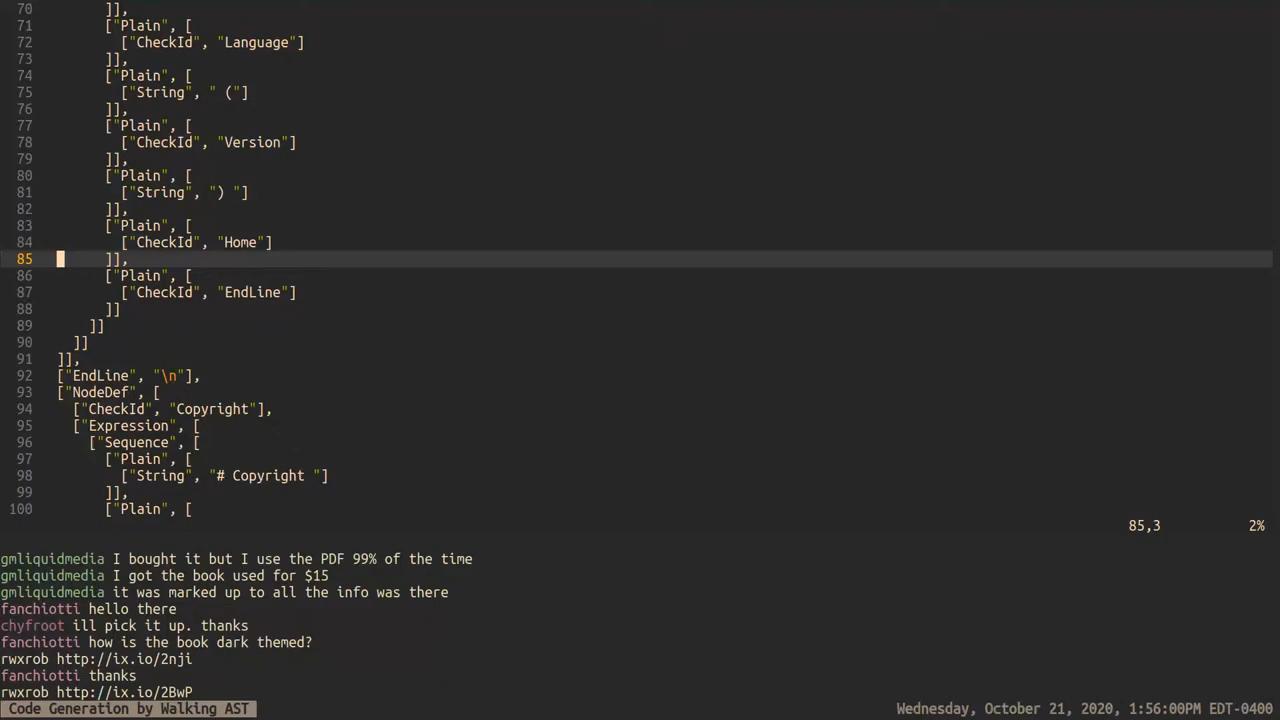 70         ]],
71         ["Plain", [
72           ["CheckId", "Language"]
73         ]],
74         ["Plain", [
75           ["String", " ("]
76         ]],
77         ["Plain", [
78           ["CheckId", "Version"]
79         ]],
80         ["Plain", [
81           ["String", ") "]
82         ]],
83         ["Plain", [
84           ["CheckId", "Home"]
85         ]],
86         ["Plain", [
87           ["CheckId", "EndLine"]
88         ]]
89       ]]
90     ]]
91   ]],
92   ["EndLine", "\n"],
93   ["NodeDef", [
94     ["CheckId", "Copyright"],
95     ["Expression", [
96       ["Sequence", [
97         ["Plain", [
98           ["String", "# Copyright "]
99         ]],
100         ["Plain", [
85,3 2%
gmliquidmedia I bought it but I use the PDF 99% of the time
gmliquidmedia I got the book used for $15
gmliquidmedia it was marked up to all the info was there
fanchiotti hello there
chyfroot ill pick it up. thanks
fanchiotti how is the book dark themed?
rwxrob http://ix.io/2nji
fanchiotti thanks
rwxrob http://ix.io/2BwP
Code Generation by Walking AST Wednesday, October 21, 2020, 1:56:00PM EDT-0400